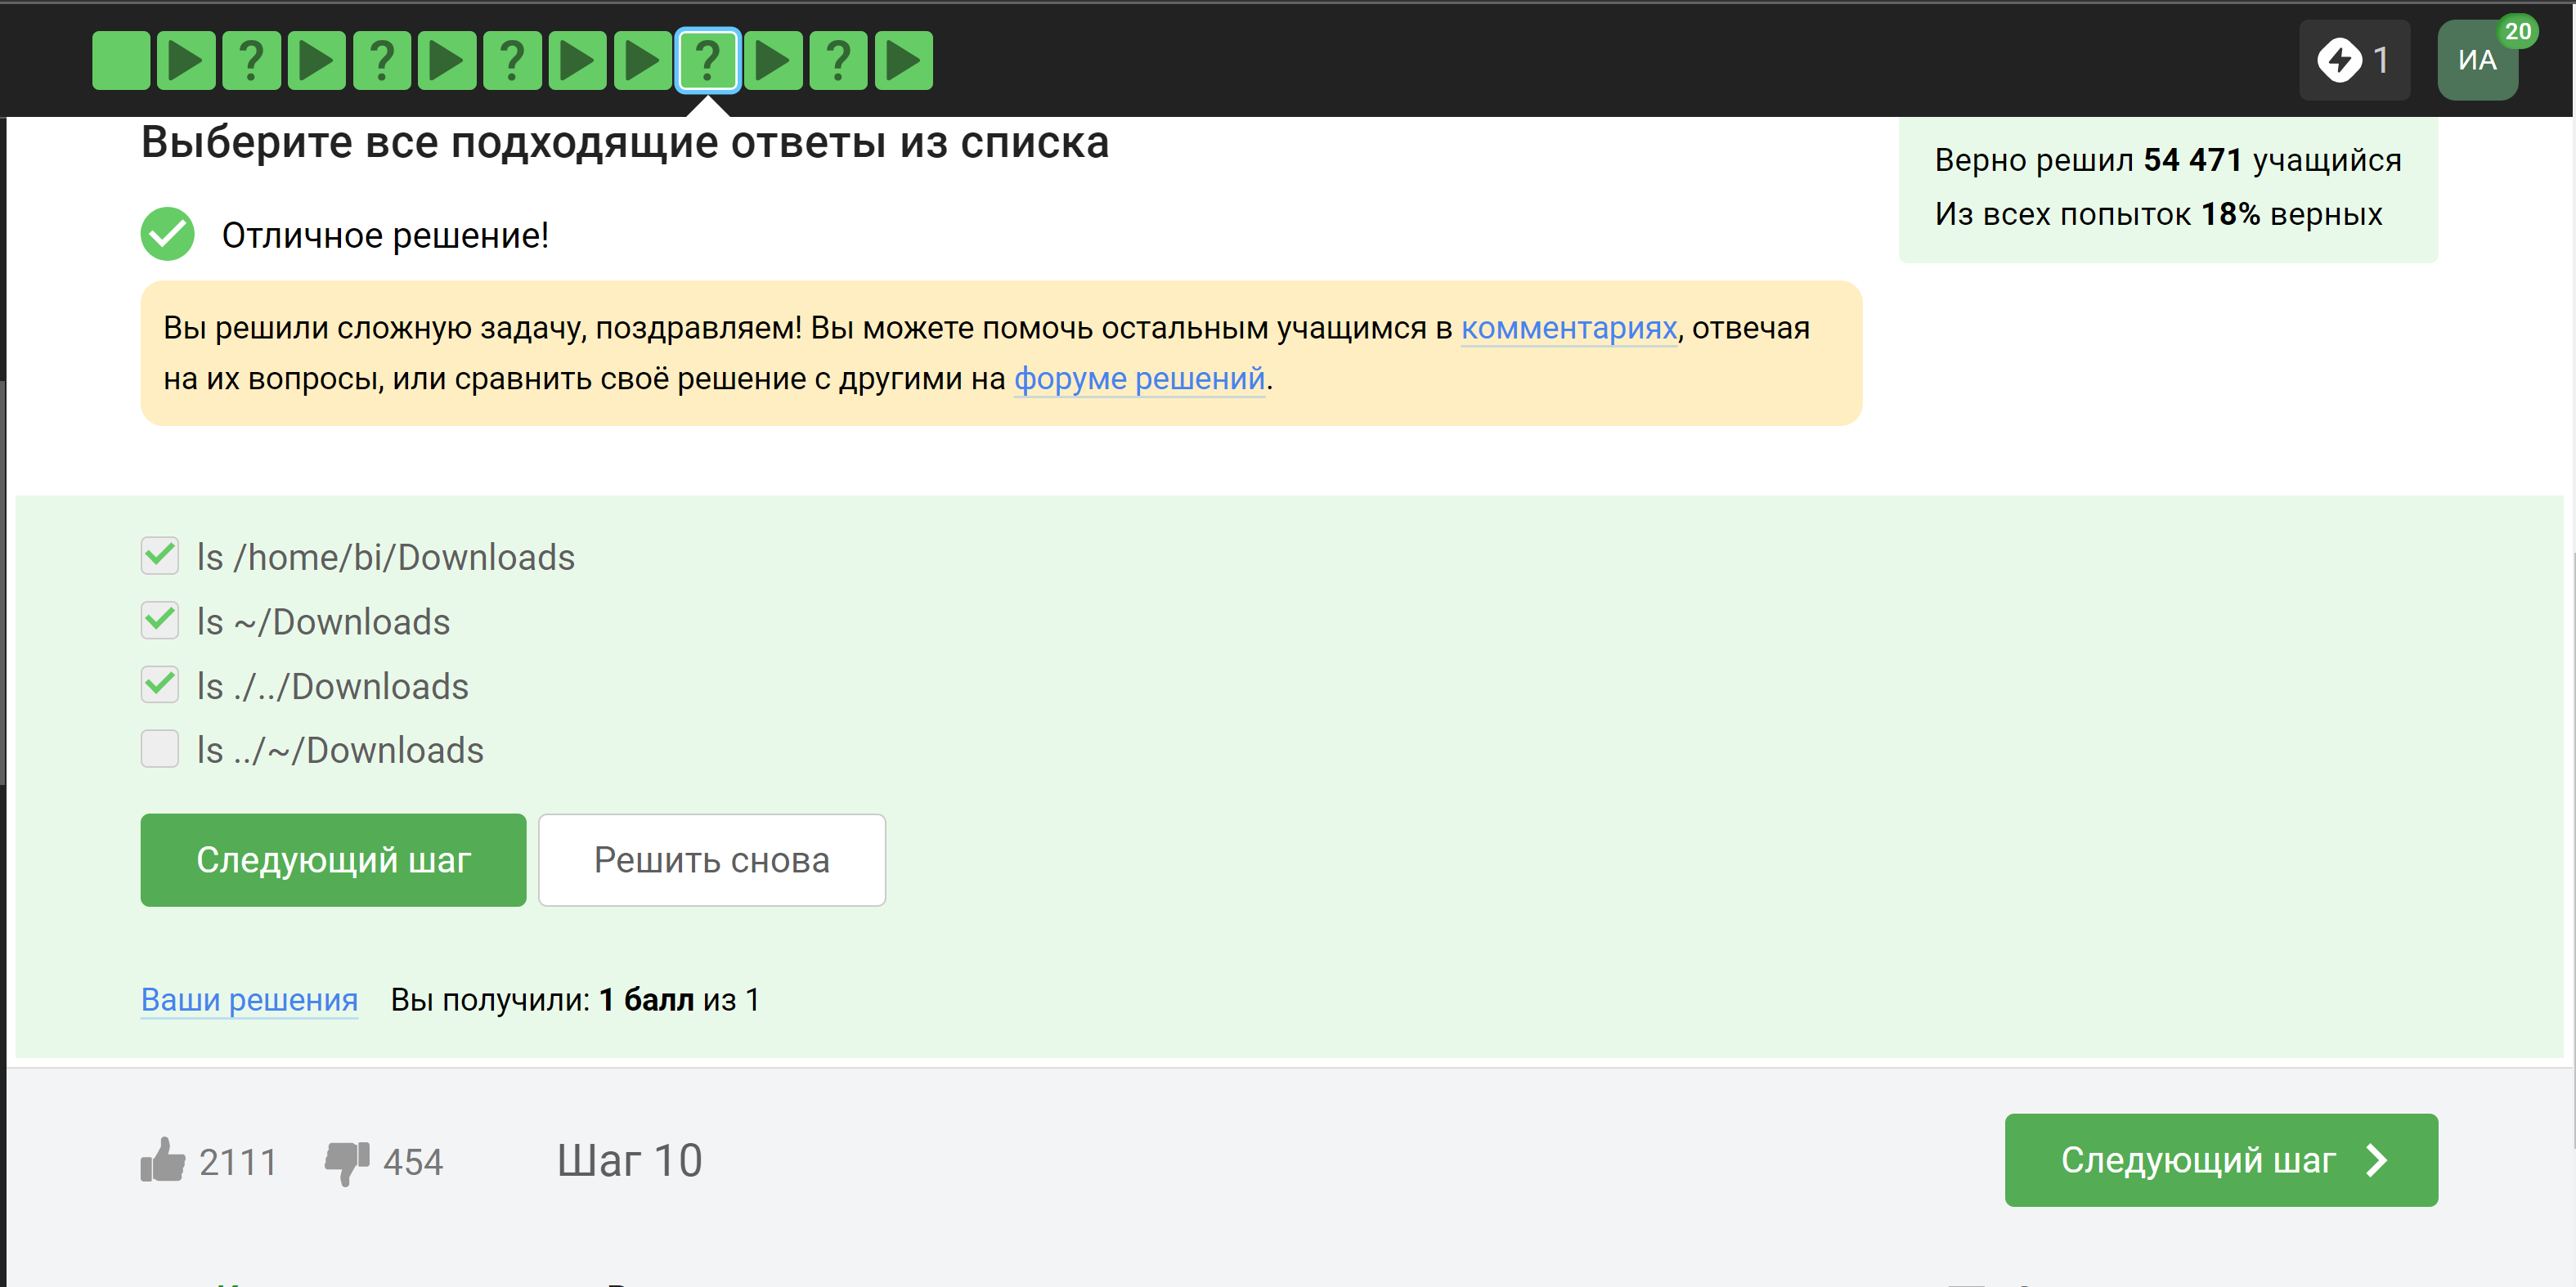 ? ? ? ? ?
1
ИА
20
Выберите все подходящие ответы из списка
Верно решил 54 471 учащийся
Из всех попыток 18% верных
Отличное решение!
Вы решили сложную задачу, поздравляем! Вы можете помочь остальным учащимся в комментариях, отвечая
на их вопросы, или сравнить своё решение с другими на форуме решений.
ls /home/bi/Downloads
ls ~/Downloads
ls ./../Downloads
ls ../~/Downloads
Следующий шаг
Решить снова
Ваши решения Вы получили: 1 балл из 1
2111 454 Шаг 10
Следующий шаг